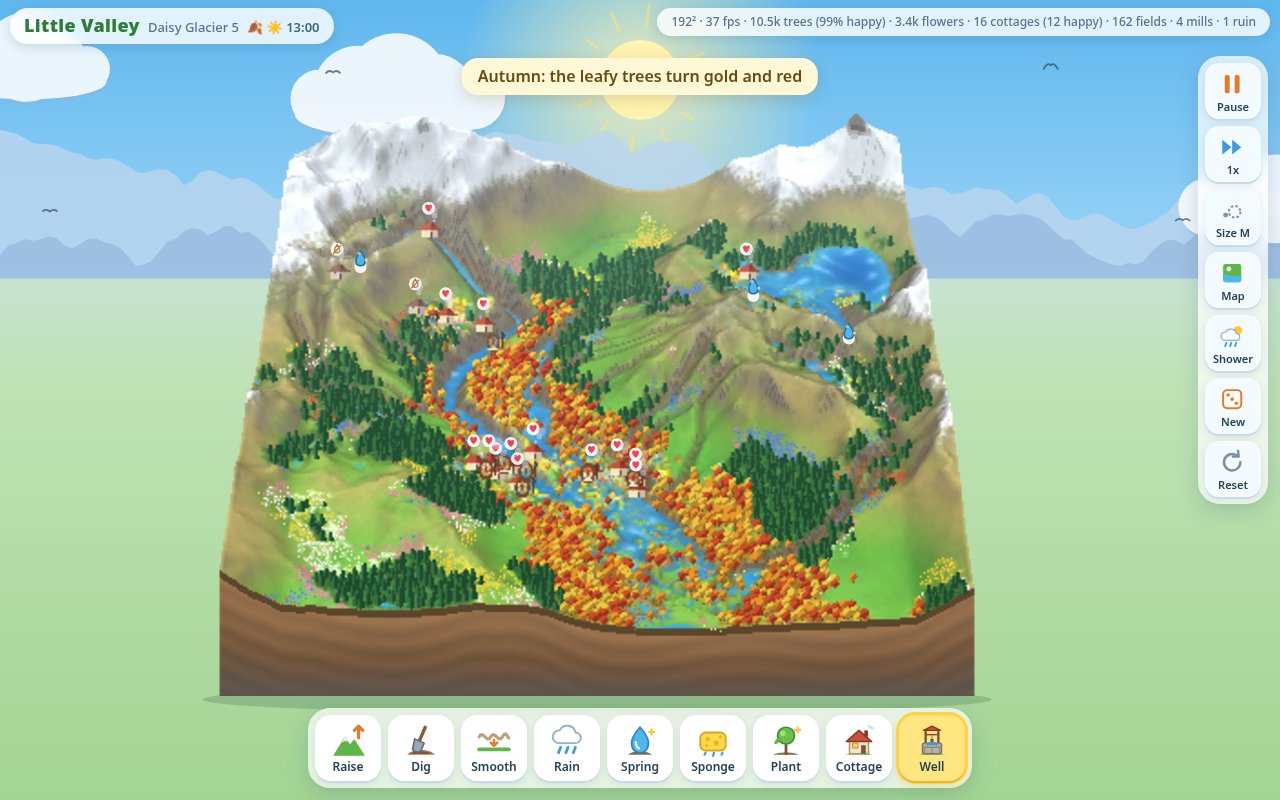 Little Valley Daisy Glacier 5 13:00
192² · 37 fps · 10.5k trees (99% happy) · 3.4k flowers · 16 cottages (12 happy) · 162 fields · 4 mills · 1 ruin
Autumn: the leafy trees turn gold and red
Pause
1x
Size M
Map
Shower
New
Reset
Raise
Dig
Smooth
Rain
Spring
Sponge
Plant
Cottage
Well